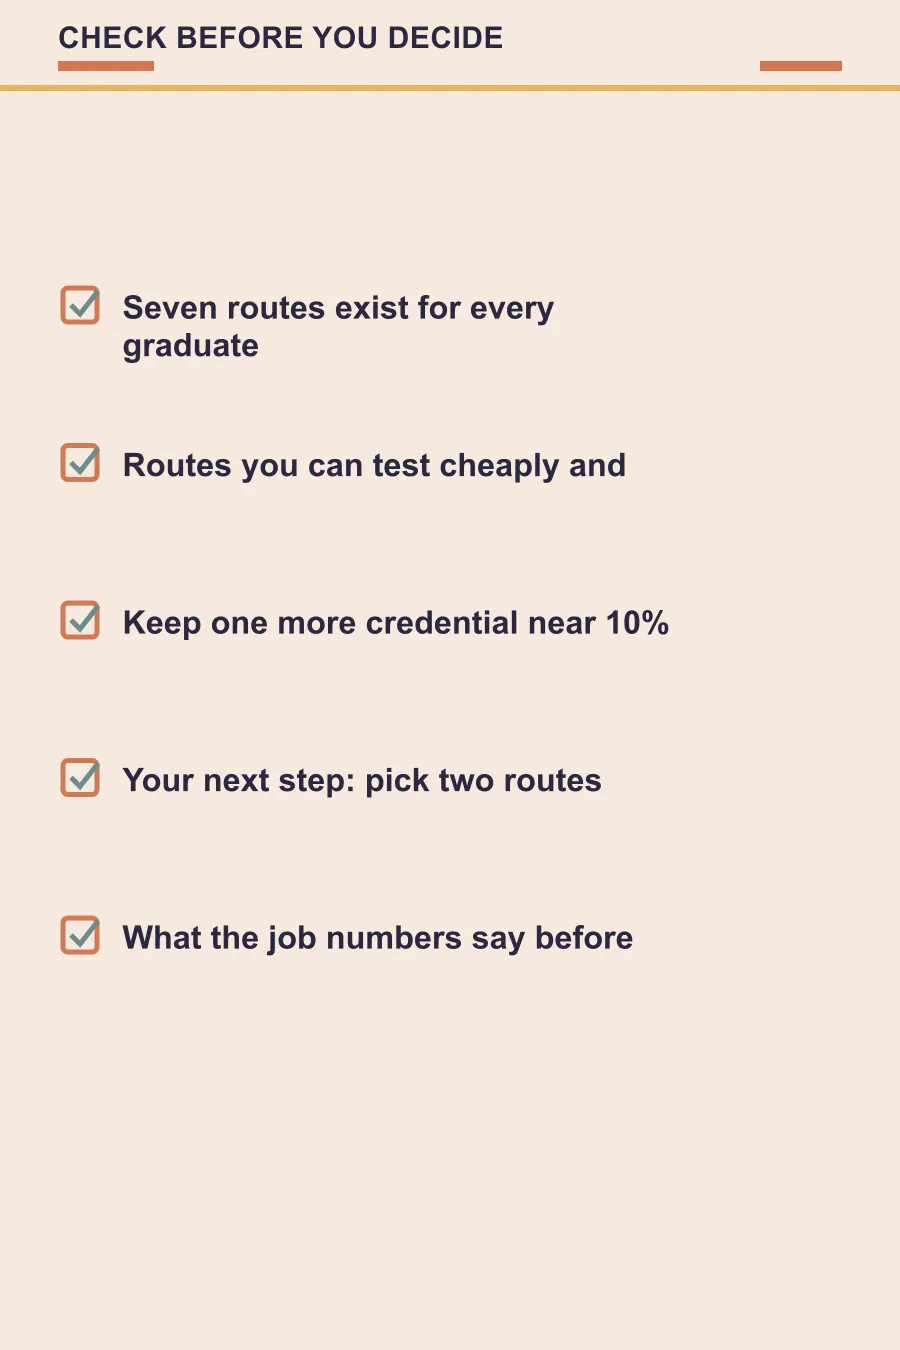 CHECK BEFORE YOU DECIDE
Seven routes exist for every
graduate
Routes you can test cheaply and
Keep one more credential near 10%
Your next step: pick two routes
What the job numbers say before